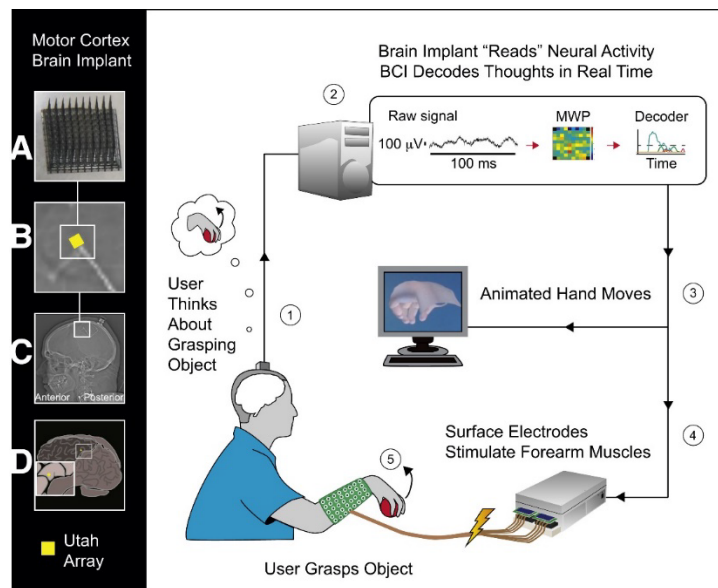 Motor Cortex
Brain Implant
A
B
C
Anterior
Posterior
D
Utah
Array
Brain Implant “Reads” Neural Activity
BCI Decodes Thoughts in Real Time
2
Raw signal
MWP
Decoder
100 µV
100 ms
Time
User
Thinks
About
Grasping
Object
1
Animated Hand Moves
3
Surface Electrodes
Stimulate Forearm Muscles
4
5
User Grasps Object